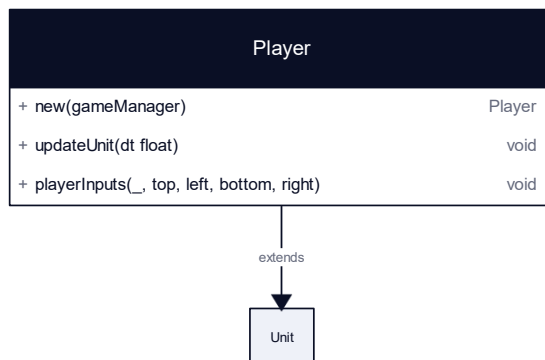 Player
+ new(gameManager) Player
+ updateUnit(dt float) void
+ playerInputs(_, top, left, bottom, right) void
extends
Unit